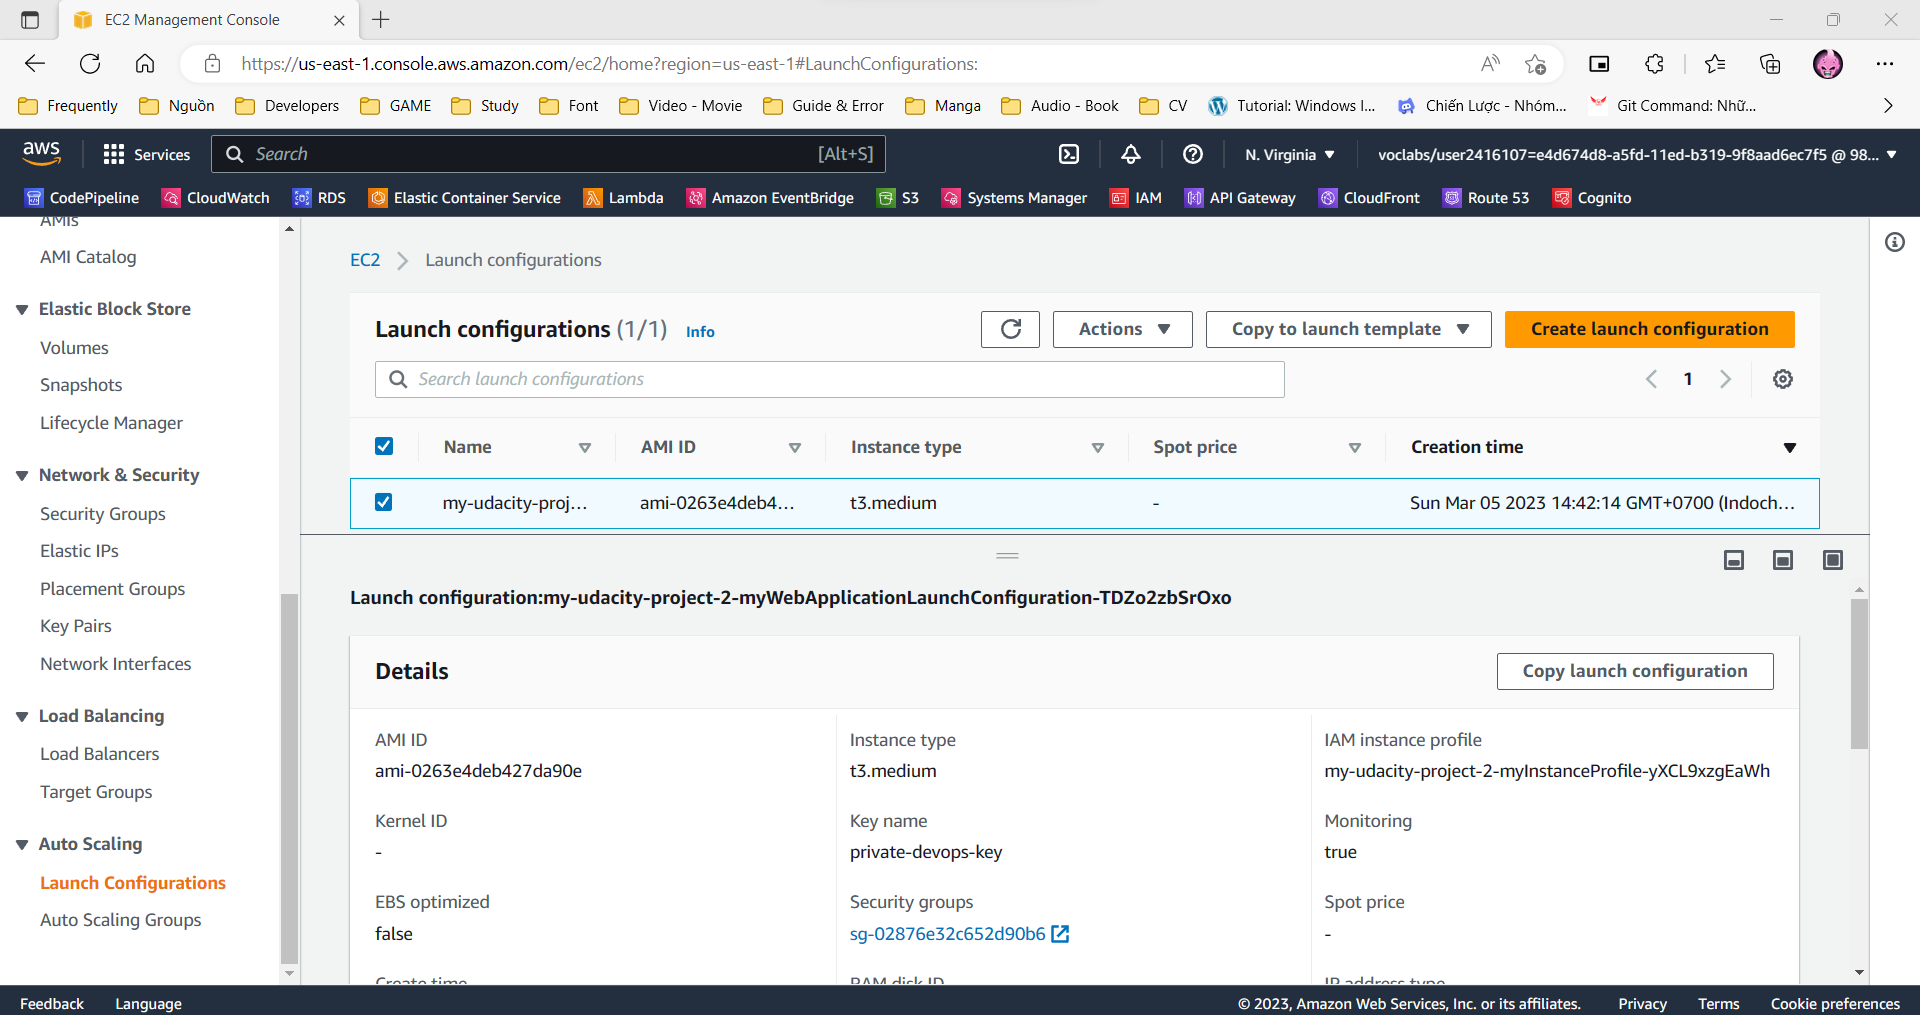 EC2 Management Console
https://us-east-1.console.aws.amazon.com/ec2/home?region=us-east-1#LaunchConfigurations:
Frequently Nguồn Developers GAME Study Font Video - Movie Guide & Error Manga Audio - Book CV Tutorial: Windows I... Chiến Lược - Nhóm... Git Command: Nhữ...
aws Services Search [Alt+S] N. Virginia voclabs/user2416107=e4d674d8-a5fd-11ed-b319-9f8aad6ec7f5 @ 98...
CodePipeline CloudWatch RDS Elastic Container Service Lambda Amazon EventBridge S3 Systems Manager IAM API Gateway CloudFront Route 53 Cognito
AMIs
AMI Catalog
Elastic Block Store
Volumes
Snapshots
Lifecycle Manager
Network & Security
Security Groups
Elastic IPs
Placement Groups
Key Pairs
Network Interfaces
Load Balancing
Load Balancers
Target Groups
Auto Scaling
Launch Configurations
Auto Scaling Groups
EC2 Launch configurations
Launch configurations (1/1) Info Actions Copy to launch template Create launch configuration
Search launch configurations 1
Name AMI ID Instance type Spot price Creation time
my-udacity-proj... ami-0263e4deb4... t3.medium - Sun Mar 05 2023 14:42:14 GMT+0700 (Indoch...
Launch configuration:my-udacity-project-2-myWebApplicationLaunchConfiguration-TDZo2zbSrOxo
Details Copy launch configuration
AMI ID Instance type IAM instance profile
ami-0263e4deb427da90e t3.medium my-udacity-project-2-myInstanceProfile-yXCL9xzgEaWh
Kernel ID Key name Monitoring
- private-devops-key true
EBS optimized Security groups Spot price
false sg-02876e32c652d90b6 -
Create time RAM disk ID IP address type
Feedback Language © 2023, Amazon Web Services, Inc. or its affiliates. Privacy Terms Cookie preferences